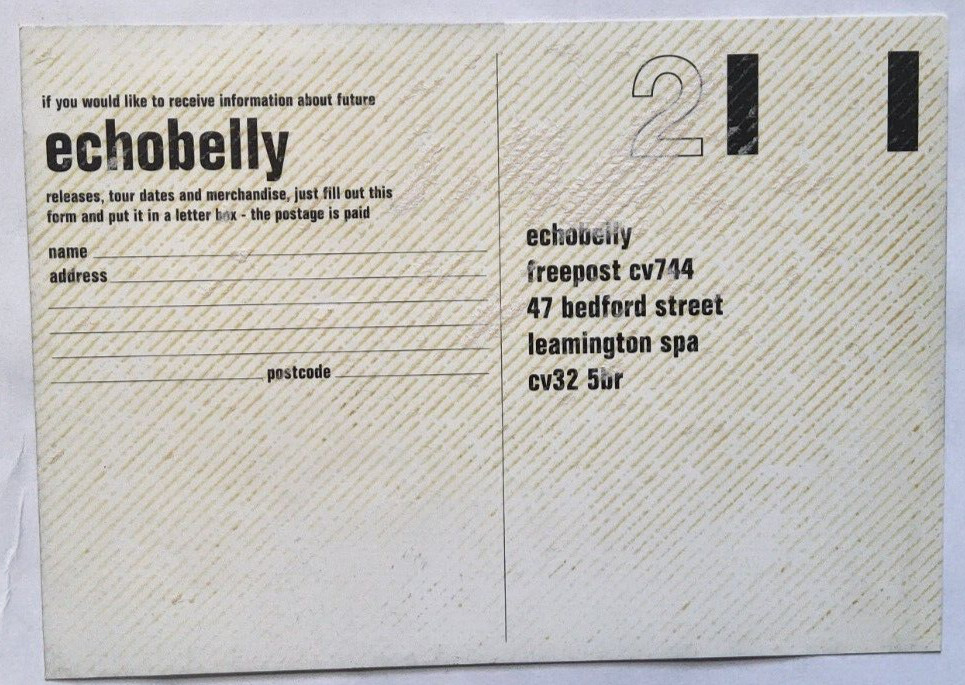 if you would like to receive information about future
echobelly
releases, tour dates and merchandise, just fill out this
form and put it in a letter box - the postage is paid
name
address
postcode
2
echobelly
freepost cv744
47 bedford street
leamington spa
cv32 5br